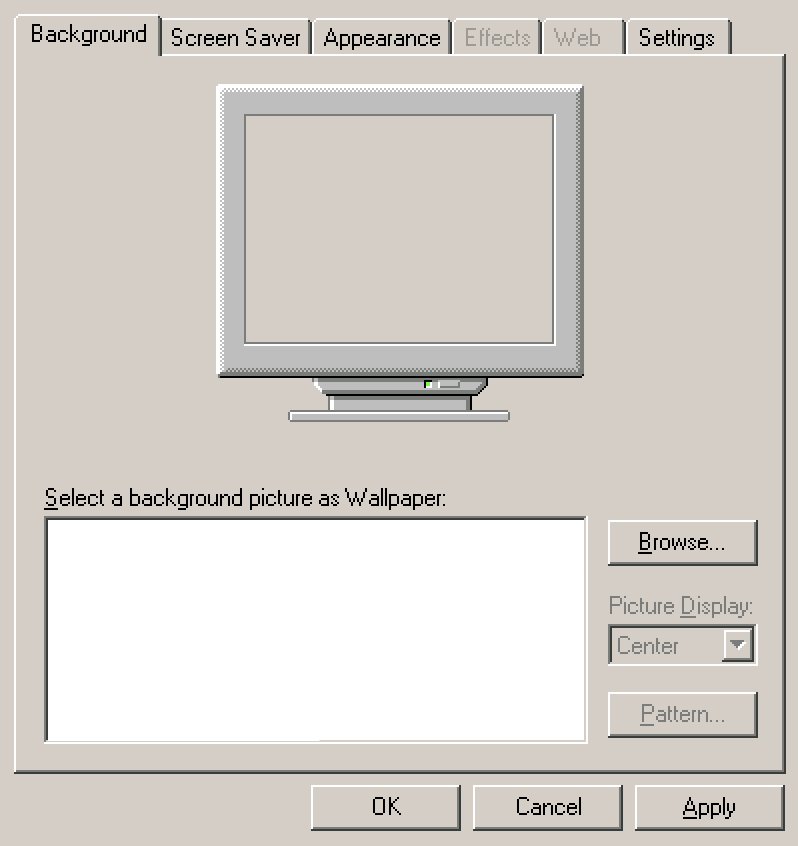 Background Screen Saver Appearance Effects Web Settings
Select a background picture as Wallpaper:
Browse...
Picture Display:
Center
Pattern...
OK Cancel Apply